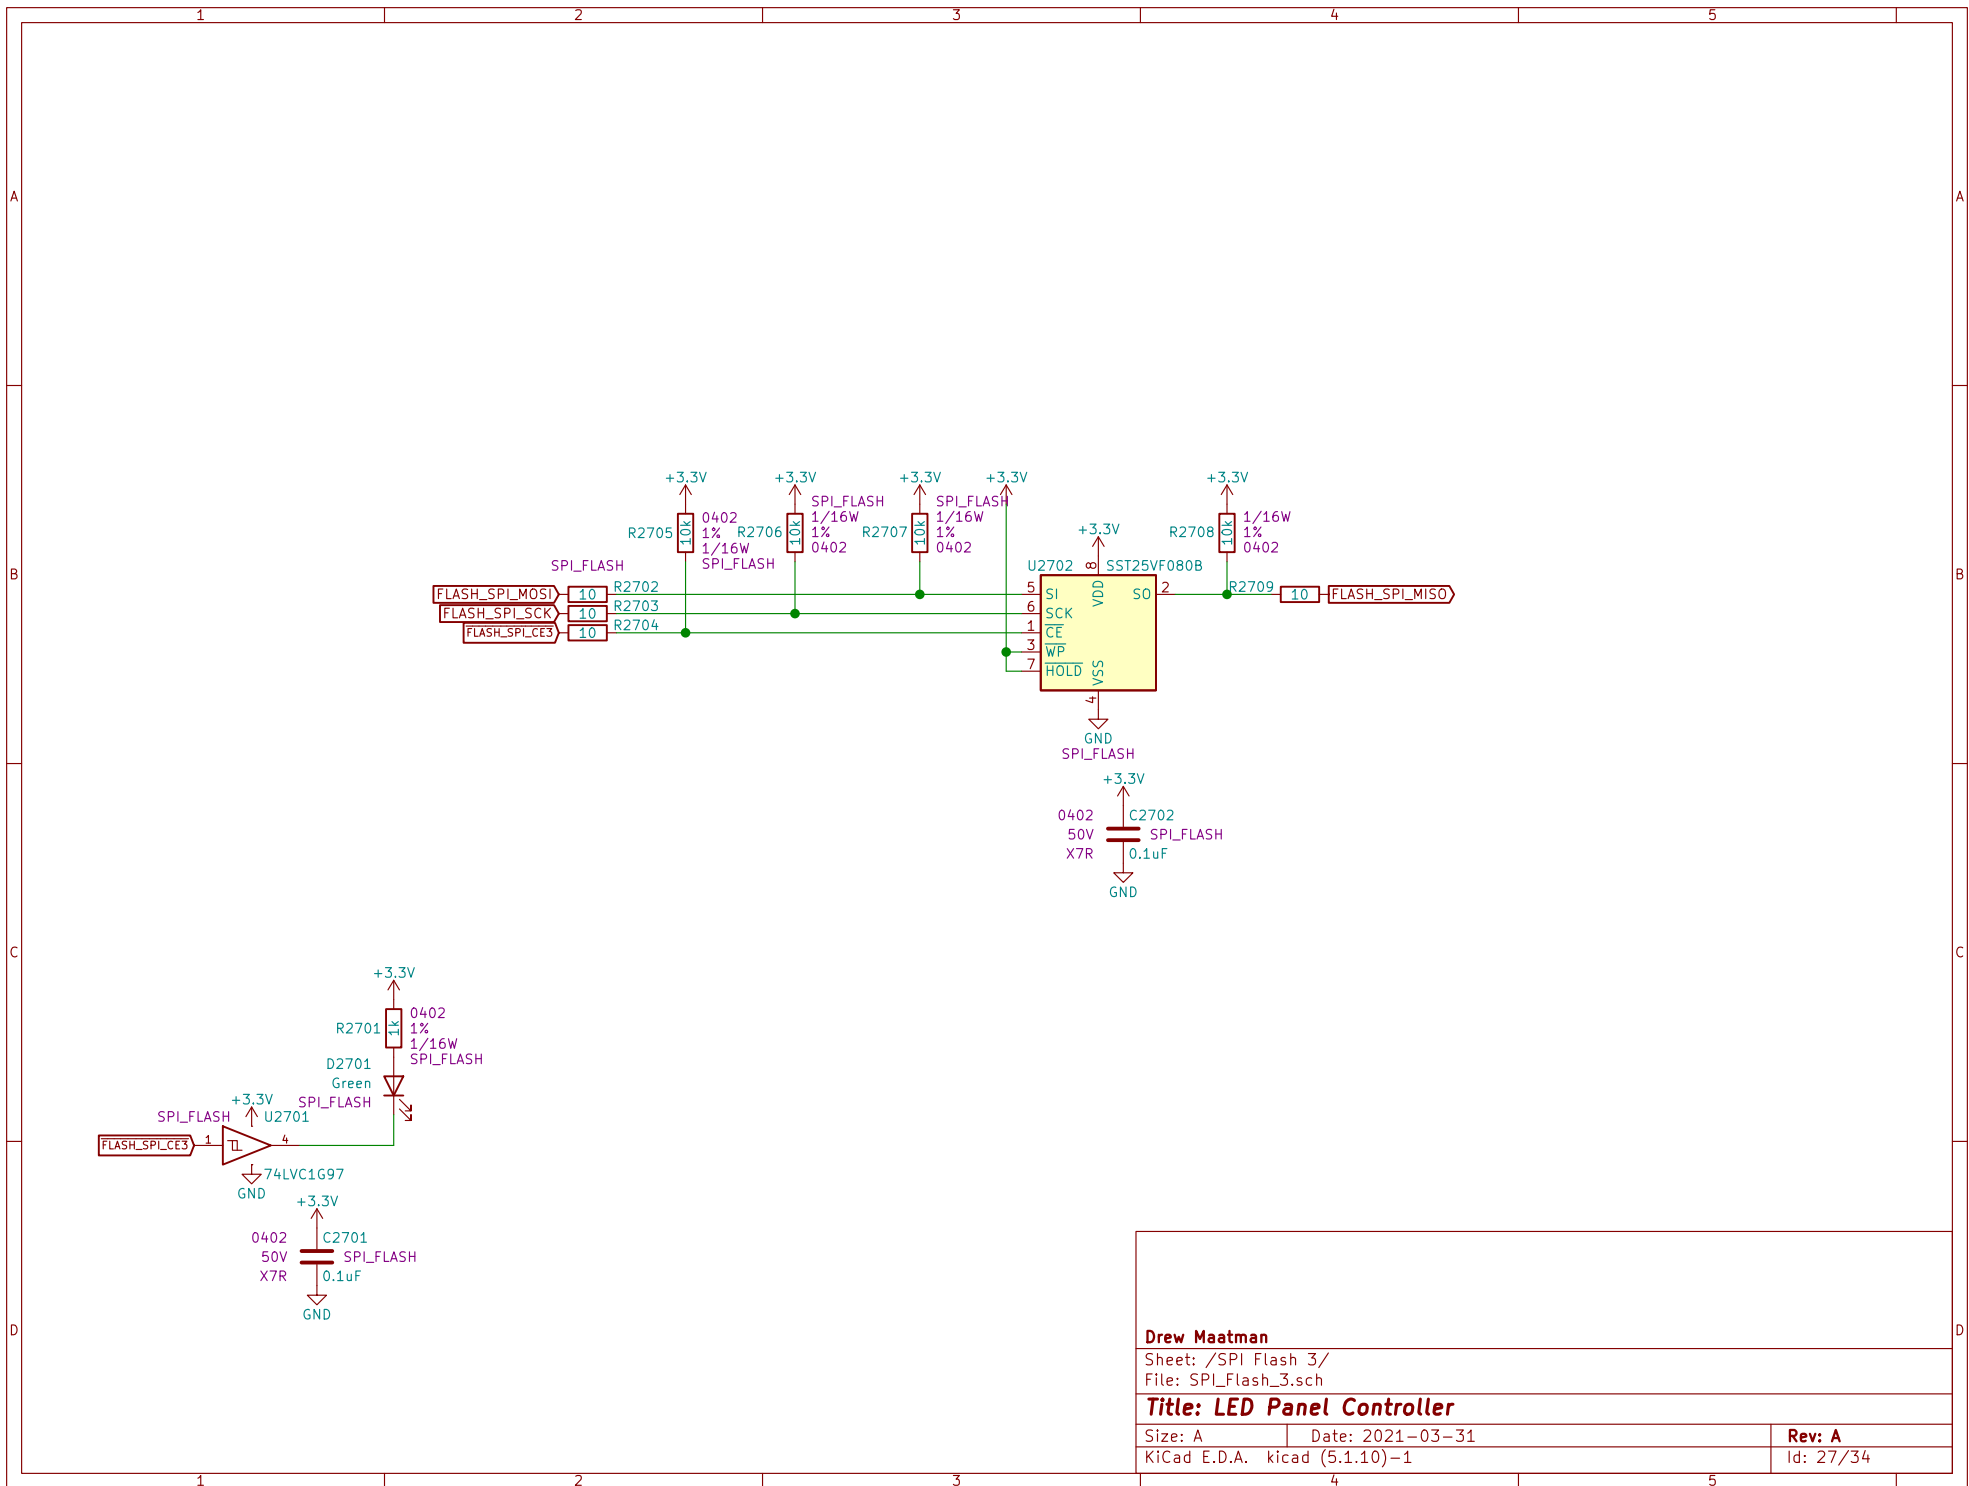 1 2 3 4 5
A A
+3.3V +3.3V +3.3V +3.3V +3.3V
R2705 10k
0402
1%
1/16W
SPI_FLASH
R2706 10k
SPI_FLASH
1/16W
1%
0402
R2707 10k
SPI_FLASH
1/16W
1%
0402
R2708 10k
1/16W
1%
0402
+3.3V
U2702 SST25VF080B
SPI_FLASH
B B
FLASH_SPI_MOSI 10 R2702
FLASH_SPI_SCK 10 R2703
FLASH_SPI_CE3 10 R2704
8 VDD
5 SI
6 SCK
1 CE
3 WP
7 HOLD
SO 2
VSS 4
R2709 10 FLASH_SPI_MISO
GND
SPI_FLASH
+3.3V
0402 C2702
50V SPI_FLASH
X7R 0.1uF
GND
C C
+3.3V
R2701 1k
0402
1%
1/16W
SPI_FLASH
D2701
Green
SPI_FLASH
+3.3V
SPI_FLASH U2701
FLASH_SPI_CE3 1 4
74LVC1G97
GND
+3.3V
0402 C2701
50V SPI_FLASH
X7R 0.1uF
GND
D D
Drew Maatman
Sheet: /SPI Flash 3/
File: SPI_Flash_3.sch
Title: LED Panel Controller
Size: A Date: 2021-03-31 Rev: A
KiCad E.D.A. kicad (5.1.10)-1 Id: 27/34
1 2 3 4 5